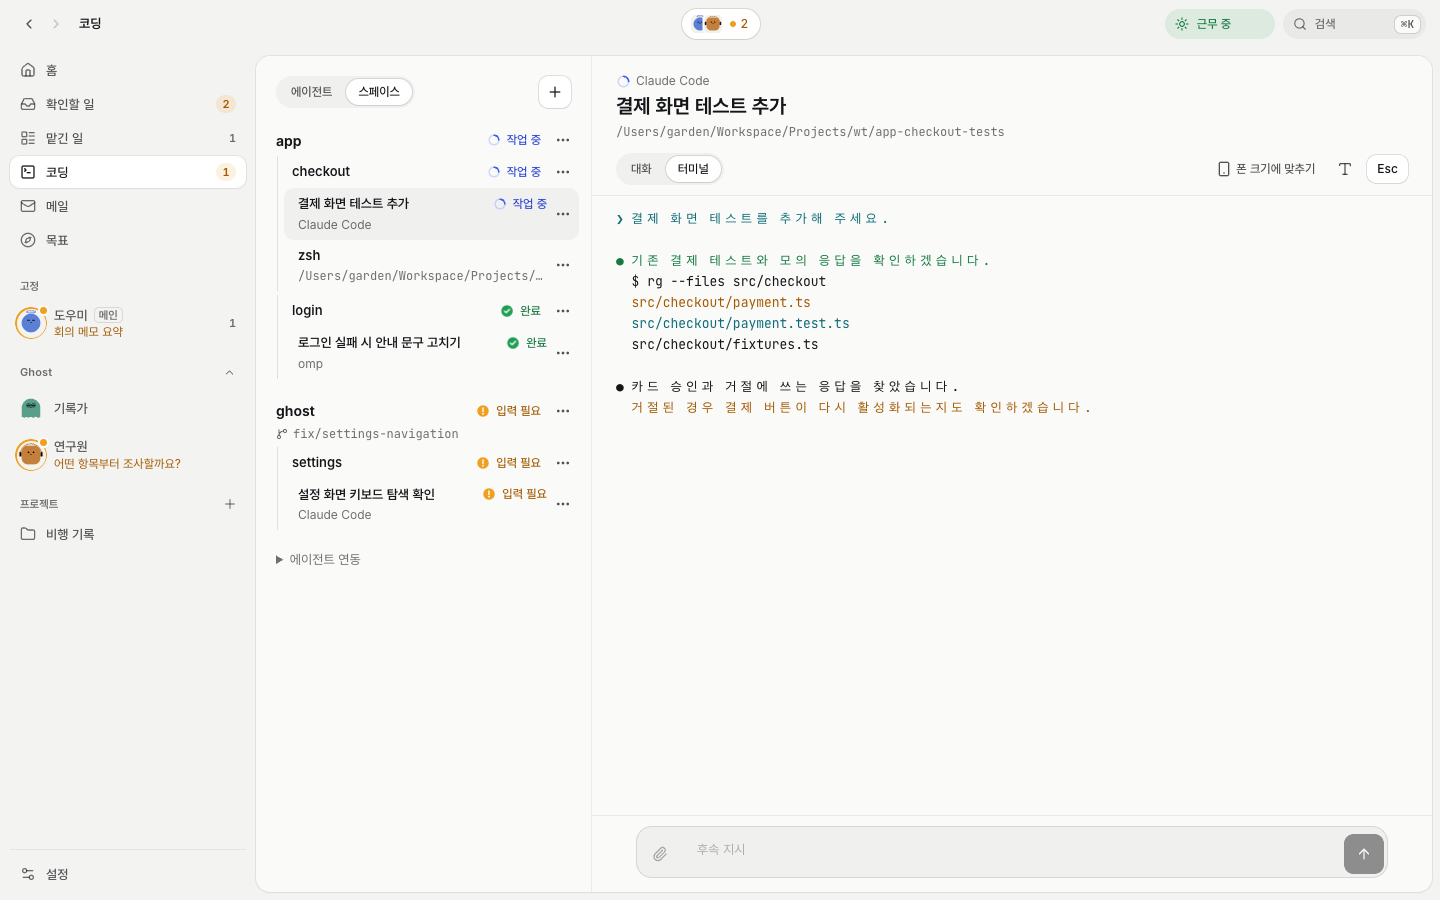 코딩
2
근무 중
검색
⌘K
홈
확인할 일
2
맡긴 일
1
코딩
1
메일
목표
고정
도우미
메인
회의 메모 요약
1
Ghost
기록가
연구원
어떤 항목부터 조사할까요?
프로젝트
비행 기록
설정
에이전트
스페이스
app
작업 중
checkout
작업 중
결제 화면 테스트 추가
작업 중
Claude Code
zsh
/Users/garden/Workspace/Projects/…
login
완료
로그인 실패 시 안내 문구 고치기
완료
omp
ghost
입력 필요
fix/settings-navigation
settings
입력 필요
설정 화면 키보드 탐색 확인
입력 필요
Claude Code
에이전트 연동
Claude Code
결제 화면 테스트 추가
/Users/garden/Workspace/Projects/wt/app-checkout-tests
대화
터미널
폰 크기에 맞추기
Esc
❯ 결제 화면 테스트를 추가해 주세요.
● 기존 결제 테스트와 모의 응답을 확인하겠습니다.
$ rg --files src/checkout
src/checkout/payment.ts
src/checkout/payment.test.ts
src/checkout/fixtures.ts
● 카드 승인과 거절에 쓰는 응답을 찾았습니다.
거절된 경우 결제 버튼이 다시 활성화되는지도 확인하겠습니다.
후속 지시